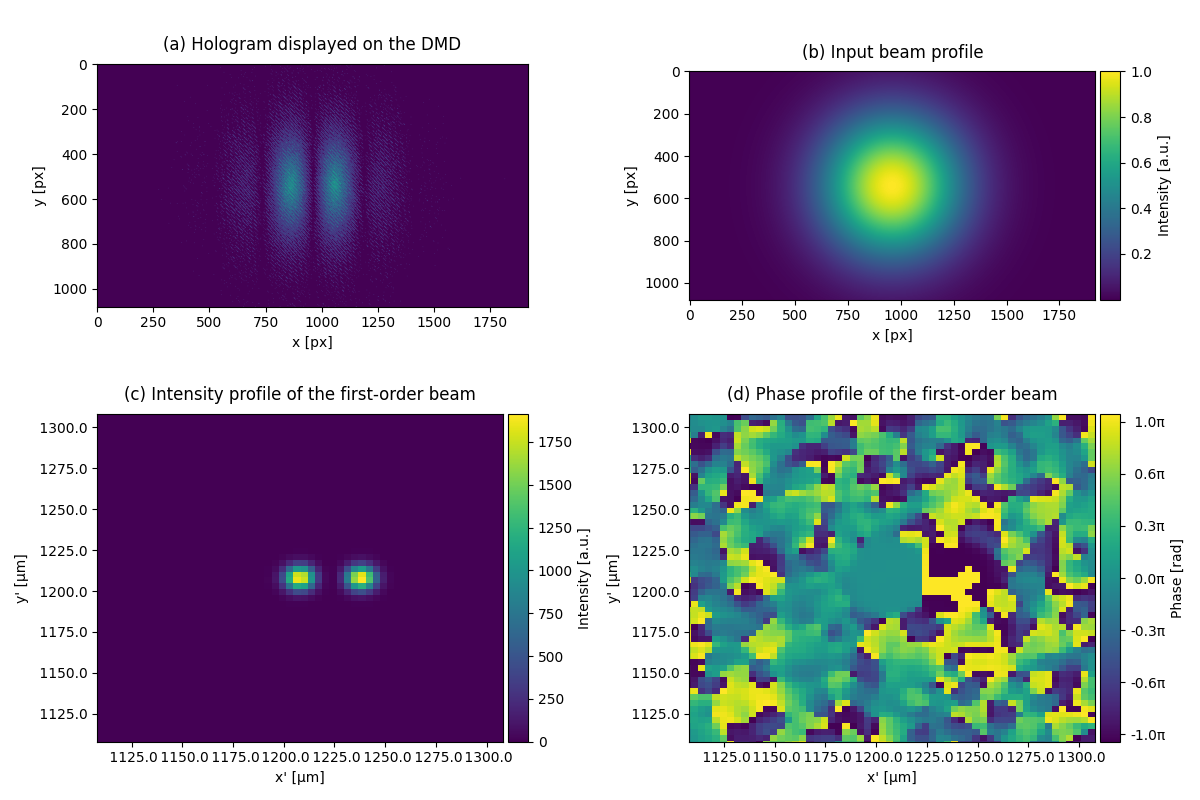 (a) Hologram displayed on the DMD
0
200
400
600
800
1000
y [px]
0 250 500 750 1000 1250 1500 1750
x [px]
(b) Input beam profile
0
200
400
600
800
1000
y [px]
0 250 500 750 1000 1250 1500 1750
x [px]
1.0
0.8
0.6
0.4
0.2
Intensity [a.u.]
(c) Intensity profile of the first-order beam
1300.0
1275.0
1250.0
1225.0
1200.0
1175.0
1150.0
1125.0
y' [µm]
1125.0 1150.0 1175.0 1200.0 1225.0 1250.0 1275.0 1300.0
x' [µm]
1750
1500
1250
1000
750
500
250
0
Intensity [a.u.]
(d) Phase profile of the first-order beam
1300.0
1275.0
1250.0
1225.0
1200.0
1175.0
1150.0
1125.0
y' [µm]
1125.0 1150.0 1175.0 1200.0 1225.0 1250.0 1275.0 1300.0
x' [µm]
1.0π
0.6π
0.3π
0.0π
-0.3π
-0.6π
-1.0π
Phase [rad]